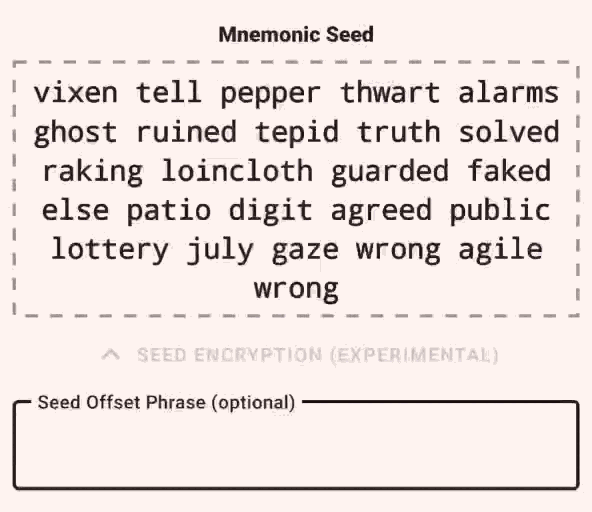 Mnemonic Seed
vixen tell pepper thwart alarms
ghost ruined tepid truth solved
raking loincloth guarded faked
else patio digit agreed public
lottery july gaze wrong agile
wrong
SEED ENCRYPTION (EXPERIMENTAL)
Seed Offset Phrase (optional)